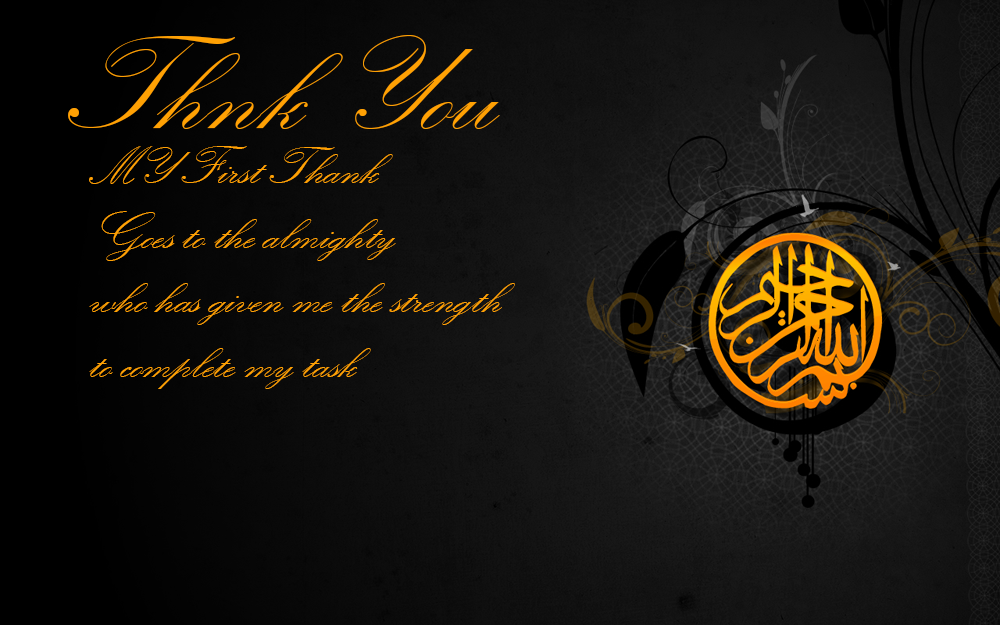 Thnk You
MY First Thank
Goes to the almighty
who has given me the strength
to complete my task
بسم الله الرحمن الرحيم